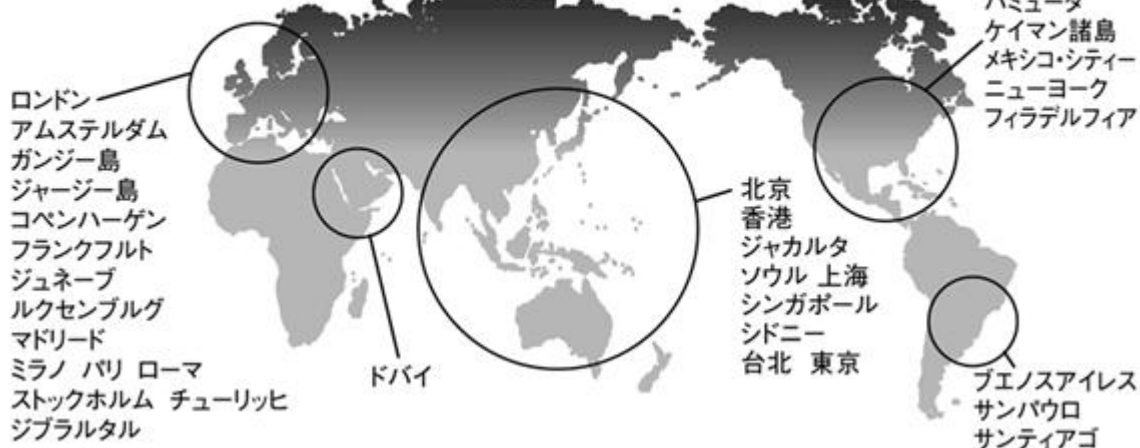 ロンドン
アムステルダム
ガンジー島
ジャージー島
コペンハーゲン
フランクフルト
ジュネーブ
ルクセンブルグ
マドリード
ミラノ パリ ローマ
ストックホルム チューリッヒ
ジブラルタル
ドバイ
北京
香港
ジャカルタ
ソウル 上海
シンガポール
シドニー
台北 東京
バミューダ
ケイマン諸島
メキシコ・シティー
ニューヨーク
フィラデルフィア
ブエノスアイレス
サンパウロ
サンティアゴ